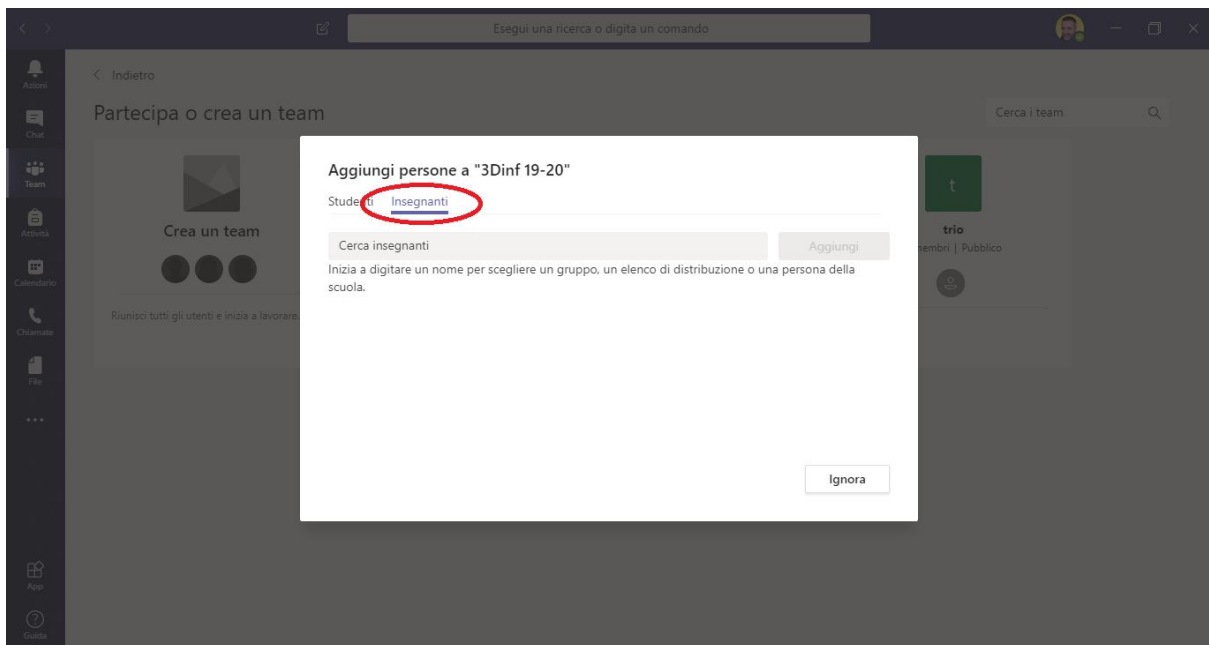 Esegui una ricerca o digita un comando
Azioni
Chat
Team
Attività
Calendario
Chiamate
File
App
Guida
Indietro
Partecipa o crea un team
Cerca i team
Crea un team
Riunisci tutti gli utenti e inizia a lavorare
t
trio
membri | Pubblico
Aggiungi persone a "3Dinf 19-20"
Studenti Insegnanti
Cerca insegnanti
Aggiungi
Inizia a digitare un nome per scegliere un gruppo, un elenco di distribuzione o una persona della
scuola.
Ignora